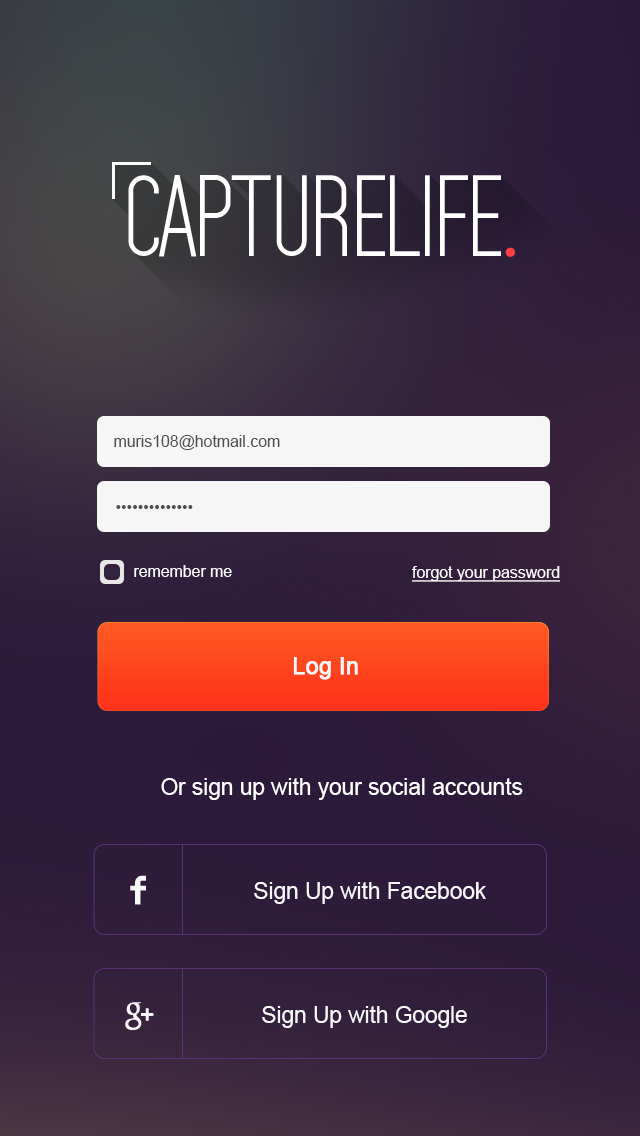 CAPTURELIFE.
muris108@hotmail.com
••••••••••••••
remember me
forgot your password
Log In
Or sign up with your social accounts
f
Sign Up with Facebook
g+
Sign Up with Google